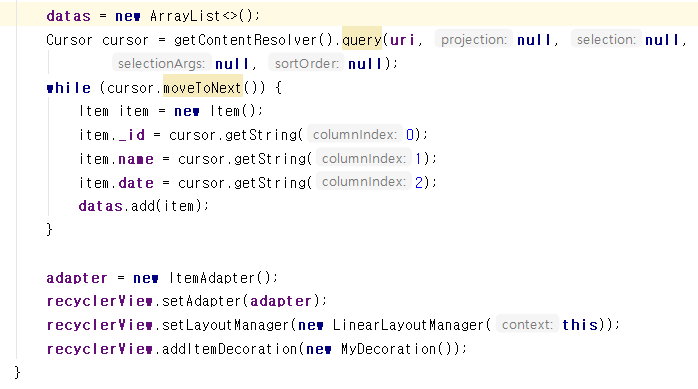 datas = new ArrayList<>();
Cursor cursor = getContentResolver().query(uri, projection: null, selection: null,
selectionArgs: null, sortOrder: null);
while (cursor.moveToNext()) {
Item item = new Item();
item._id = cursor.getString( columnIndex: 0);
item.name = cursor.getString( columnIndex: 1);
item.date = cursor.getString( columnIndex: 2);
datas.add(item);
}
adapter = new ItemAdapter();
recyclerView.setAdapter(adapter);
recyclerView.setLayoutManager(new LinearLayoutManager( context: this));
recyclerView.addItemDecoration(new MyDecoration());
}